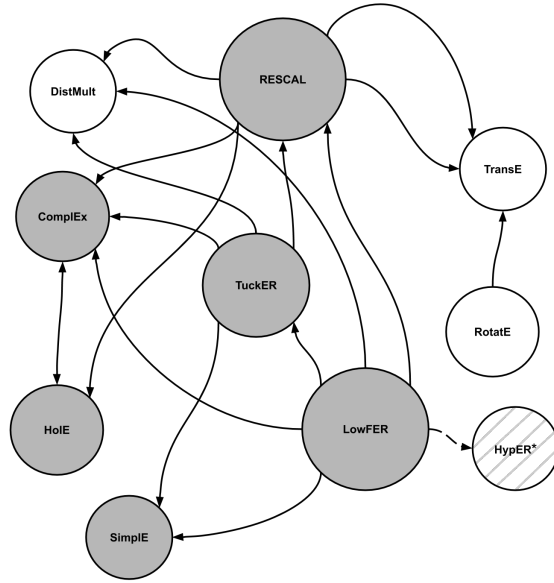 RESCAL
DistMult
TransE
ComplEx
TuckER
RotatE
HolE
LowFER
HypER*
SimplE